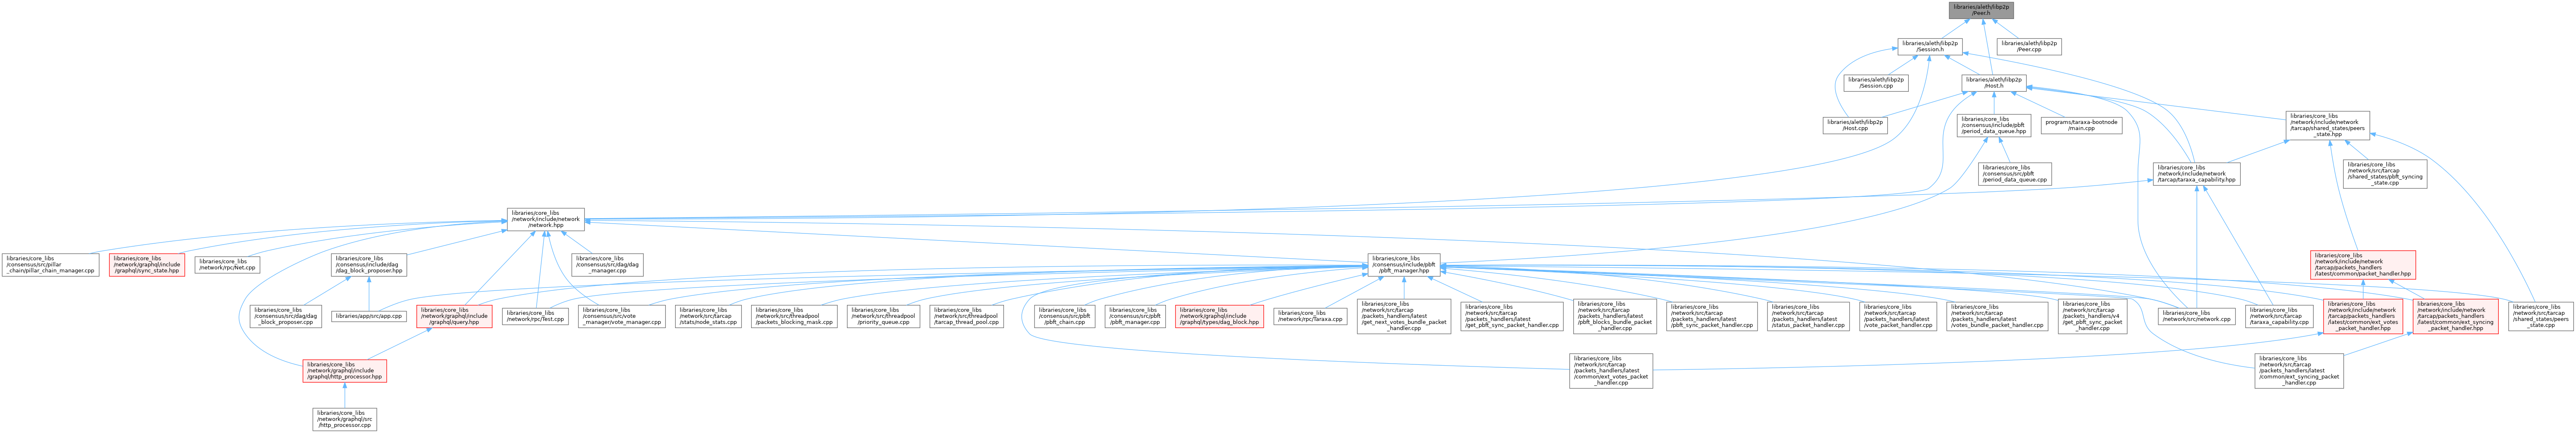 libraries/aleth/libp2p
/Peer.h
libraries/aleth/libp2p
/Session.h
libraries/aleth/libp2p
/Peer.cpp
libraries/aleth/libp2p
/Session.cpp
libraries/aleth/libp2p
/Host.h
libraries/aleth/libp2p
/Host.cpp
libraries/core_libs
/consensus/include/pbft
/period_data_queue.hpp
programs/taraxa-bootnode
/main.cpp
libraries/core_libs
/network/include/network
/tarcap/shared_states/peers
_state.hpp
libraries/core_libs
/consensus/src/pbft
/period_data_queue.cpp
libraries/core_libs
/network/include/network
/tarcap/taraxa_capability.hpp
libraries/core_libs
/network/src/tarcap
/shared_states/pbft_syncing
_state.cpp
libraries/core_libs
/network/include/network
/network.hpp
libraries/core_libs
/consensus/src/pillar
_chain/pillar_chain_manager.cpp
libraries/core_libs
/network/graphql/include
/graphql/sync_state.hpp
libraries/core_libs
/network/rpc/Net.cpp
libraries/core_libs
/consensus/include/dag
/dag_block_proposer.hpp
libraries/core_libs
/consensus/src/dag/dag
_manager.cpp
libraries/core_libs
/consensus/include/pbft
/pbft_manager.hpp
libraries/core_libs
/network/include/network
/tarcap/packets_handlers
/latest/common/packet_handler.hpp
libraries/core_libs
/consensus/src/dag/dag
_block_proposer.cpp
libraries/app/src/app.cpp
libraries/core_libs
/network/graphql/include
/graphql/query.hpp
libraries/core_libs
/network/rpc/Test.cpp
libraries/core_libs
/consensus/src/vote
_manager/vote_manager.cpp
libraries/core_libs
/network/src/tarcap
/stats/node_stats.cpp
libraries/core_libs
/network/src/threadpool
/packets_blocking_mask.cpp
libraries/core_libs
/network/src/threadpool
/priority_queue.cpp
libraries/core_libs
/network/src/threadpool
/tarcap_thread_pool.cpp
libraries/core_libs
/consensus/src/pbft
/pbft_chain.cpp
libraries/core_libs
/consensus/src/pbft
/pbft_manager.cpp
libraries/core_libs
/network/graphql/include
/graphql/types/dag_block.hpp
libraries/core_libs
/network/rpc/Taraxa.cpp
libraries/core_libs
/network/src/tarcap
/packets_handlers/latest
/get_next_votes_bundle_packet
_handler.cpp
libraries/core_libs
/network/src/tarcap
/packets_handlers/latest
/get_pbft_sync_packet_handler.cpp
libraries/core_libs
/network/src/tarcap
/packets_handlers/latest
/pbft_blocks_bundle_packet
_handler.cpp
libraries/core_libs
/network/src/tarcap
/packets_handlers/latest
/pbft_sync_packet_handler.cpp
libraries/core_libs
/network/src/tarcap
/packets_handlers/latest
/status_packet_handler.cpp
libraries/core_libs
/network/src/tarcap
/packets_handlers/latest
/vote_packet_handler.cpp
libraries/core_libs
/network/src/tarcap
/packets_handlers/latest
/votes_bundle_packet_handler.cpp
libraries/core_libs
/network/src/tarcap
/packets_handlers/v4
/get_pbft_sync_packet
_handler.cpp
libraries/core_libs
/network/src/network.cpp
libraries/core_libs
/network/src/tarcap
/taraxa_capability.cpp
libraries/core_libs
/network/include/network
/tarcap/packets_handlers
/latest/common/ext_votes
_packet_handler.hpp
libraries/core_libs
/network/include/network
/tarcap/packets_handlers
/latest/common/ext_syncing
_packet_handler.hpp
libraries/core_libs
/network/src/tarcap
/shared_states/peers
_state.cpp
libraries/core_libs
/network/graphql/include
/graphql/http_processor.hpp
libraries/core_libs
/network/src/tarcap
/packets_handlers/latest
/common/ext_votes_packet
_handler.cpp
libraries/core_libs
/network/src/tarcap
/packets_handlers/latest
/common/ext_syncing_packet
_handler.cpp
libraries/core_libs
/network/graphql/src
/http_processor.cpp